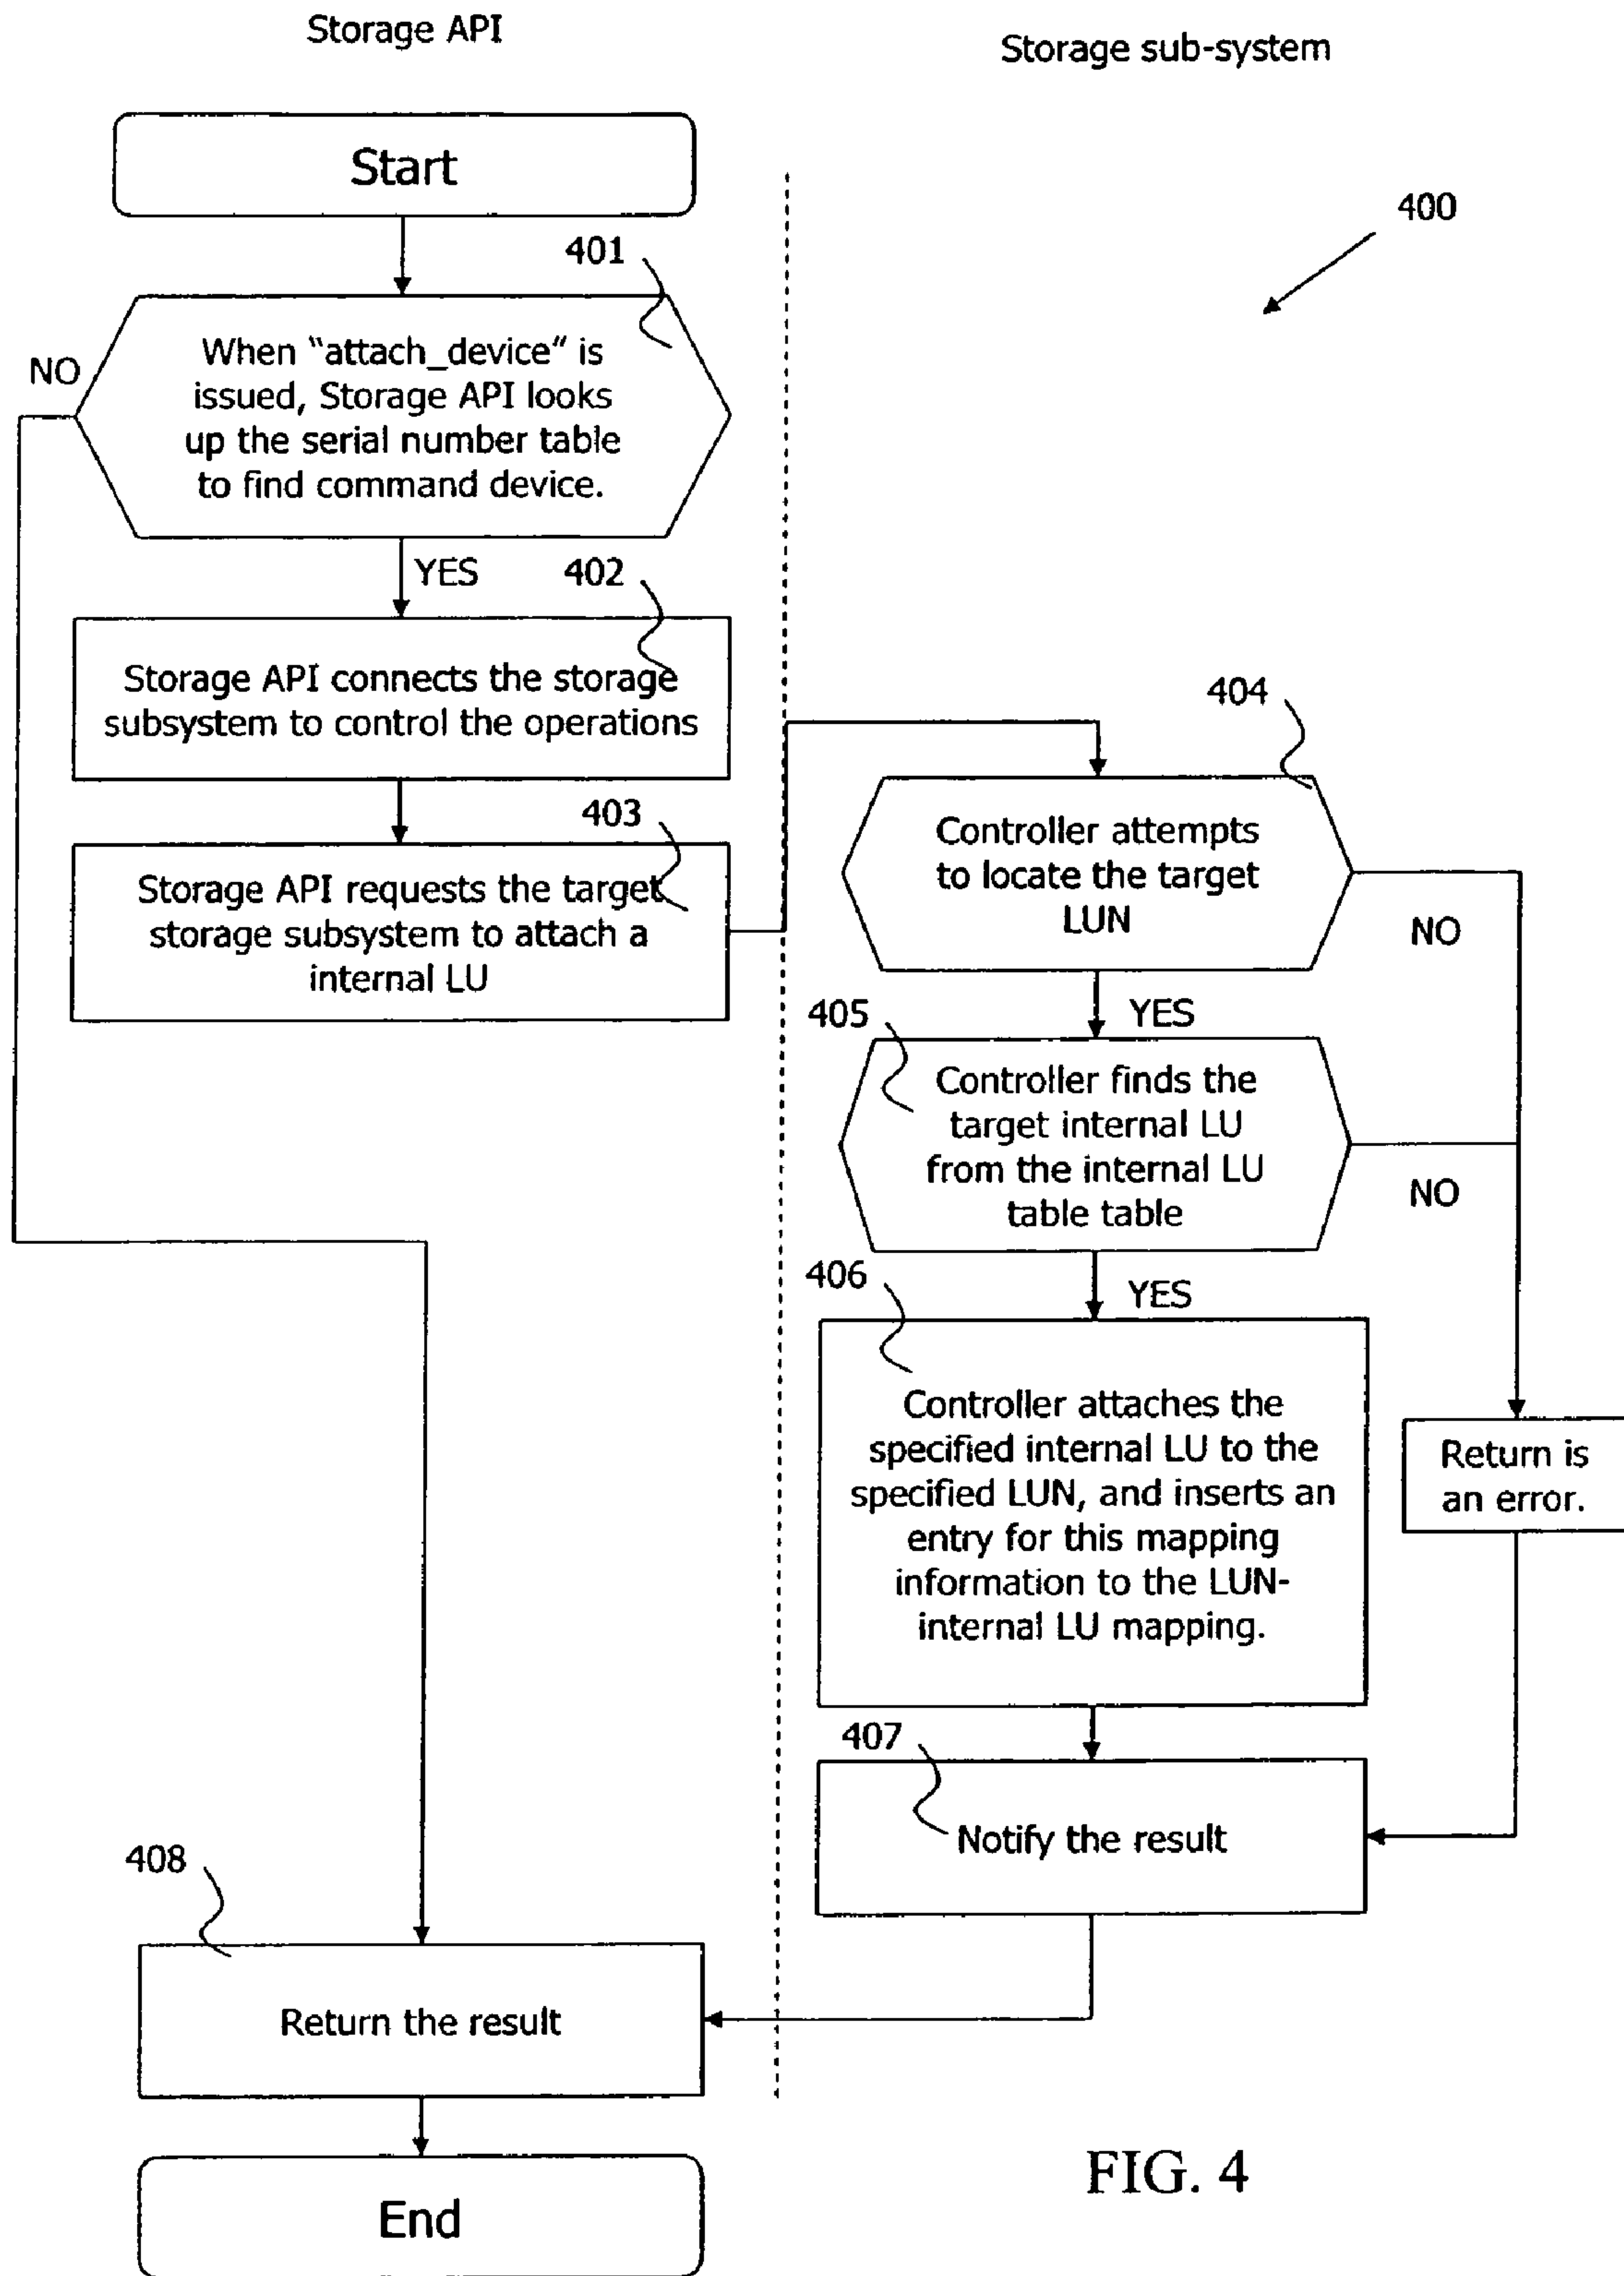 Storage API
Storage sub-system
Start
400
401
NO
When "attach_device" is
issued, Storage API looks
up the serial number table
to find command device.
YES
402
Storage API connects the storage
subsystem to control the operations
403
Storage API requests the target
storage subsystem to attach a
internal LU
404
Controller attempts
to locate the target
LUN
NO
YES
405
Controller finds the
target internal LU
from the internal LU
table table
NO
YES
406
Controller attaches the
specified internal LU to the
specified LUN, and inserts an
entry for this mapping
information to the LUN-
internal LU mapping.
Return is
an error.
407
Notify the result
408
Return the result
End
FIG. 4